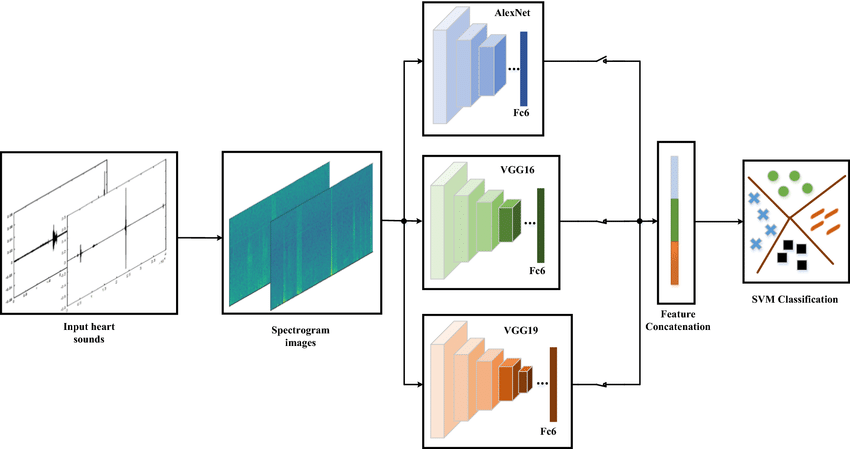 AlexNet
Fc6
VGG16
Fc6
VGG19
Fc6
Input heart
sounds
Spectrogram
images
Feature
Concatenation
SVM Classification